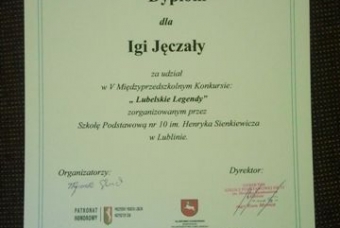 Dyplom
dla
Igi Jęczały
za udział
w V Międzyprzedszkolnym Konkursie:
„ Lubelskie Legendy”
zorganizowanym przez
Szkołę Podstawową nr 10 im. Henryka Sienkiewicza
w Lublinie.
Organizatorzy:
Dyrektor:
PATRONAT
HONOROWY